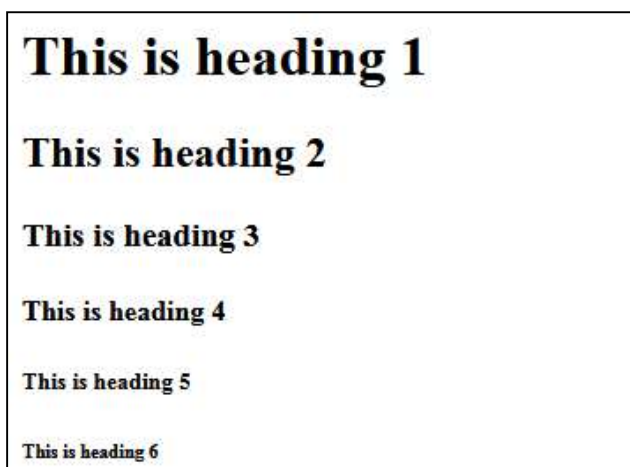 This is heading 1
This is heading 2
This is heading 3
This is heading 4
This is heading 5
This is heading 6